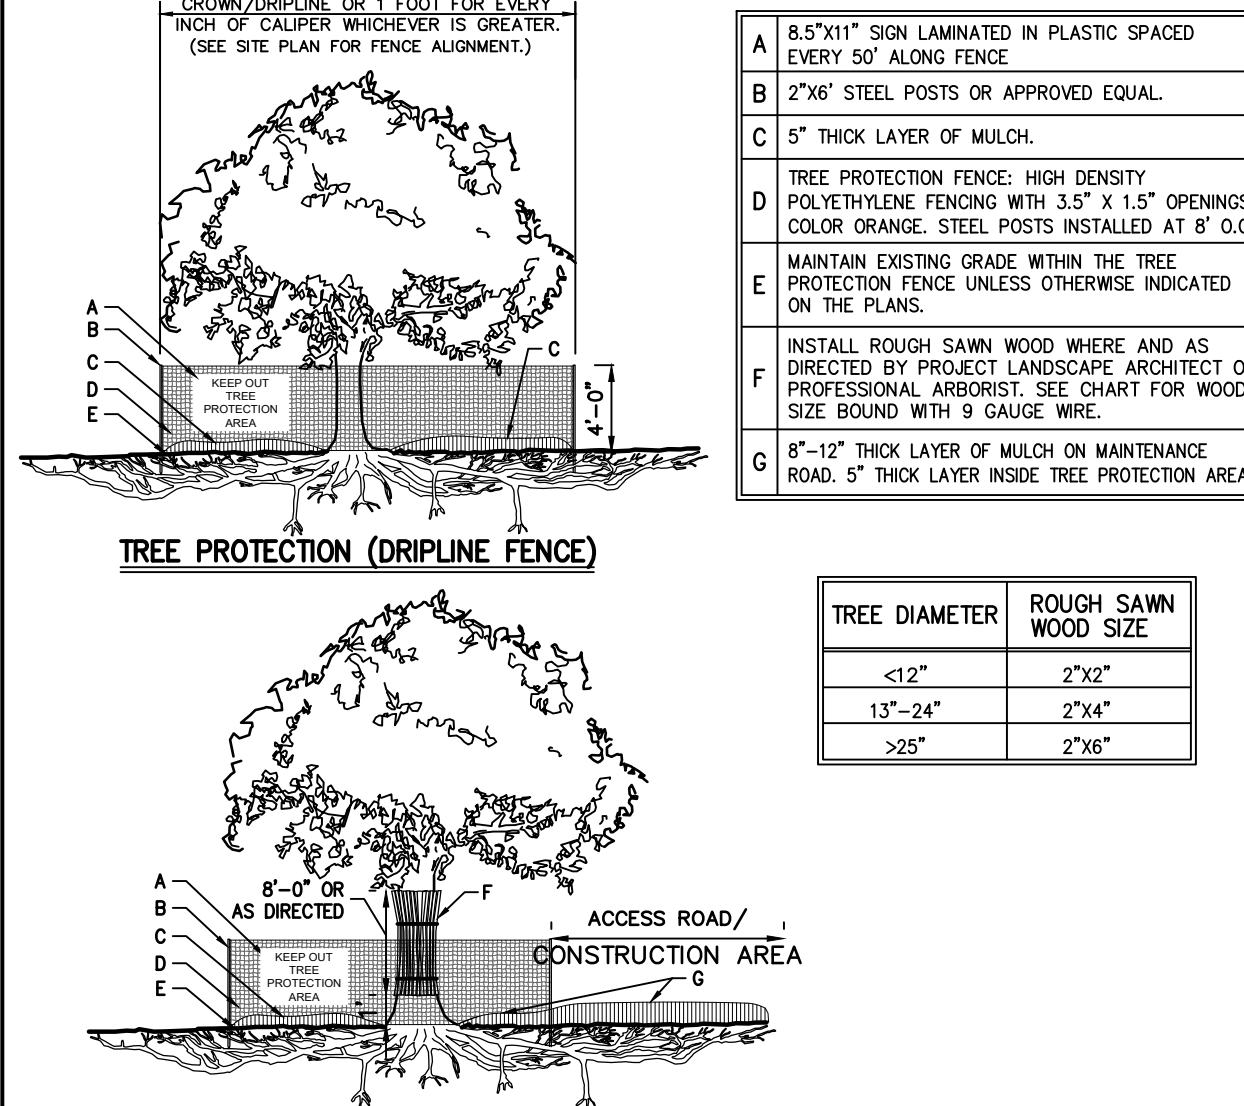 CROWN/DRIPLINE OR 1 FOOT FOR EVERY
INCH OF CALIPER WHICHEVER IS GREATER.
(SEE SITE PLAN FOR FENCE ALIGNMENT.)
A
B
C
D
E
C
KEEP OUT
TREE
PROTECTION
AREA
4'-0"
TREE PROTECTION (DRIPLINE FENCE)
A 8.5"X11" SIGN LAMINATED IN PLASTIC SPACED
EVERY 50' ALONG FENCE
B 2"X6' STEEL POSTS OR APPROVED EQUAL.
C 5" THICK LAYER OF MULCH.
D TREE PROTECTION FENCE: HIGH DENSITY
POLYETHYLENE FENCING WITH 3.5" X 1.5" OPENINGS
COLOR ORANGE. STEEL POSTS INSTALLED AT 8' O.C
E MAINTAIN EXISTING GRADE WITHIN THE TREE
PROTECTION FENCE UNLESS OTHERWISE INDICATED
ON THE PLANS.
F INSTALL ROUGH SAWN WOOD WHERE AND AS
DIRECTED BY PROJECT LANDSCAPE ARCHITECT O
PROFESSIONAL ARBORIST. SEE CHART FOR WOOD
SIZE BOUND WITH 9 GAUGE WIRE.
G 8"-12" THICK LAYER OF MULCH ON MAINTENANCE
ROAD. 5" THICK LAYER INSIDE TREE PROTECTION AREA
TREE DIAMETER ROUGH SAWN
WOOD SIZE
<12" 2"X2"
13"-24" 2"X4"
>25" 2"X6"
A
B
C
D
E
8'-0" OR
AS DIRECTED
F
KEEP OUT
TREE
PROTECTION
AREA
1'
ACCESS ROAD/
CONSTRUCTION AREA
G